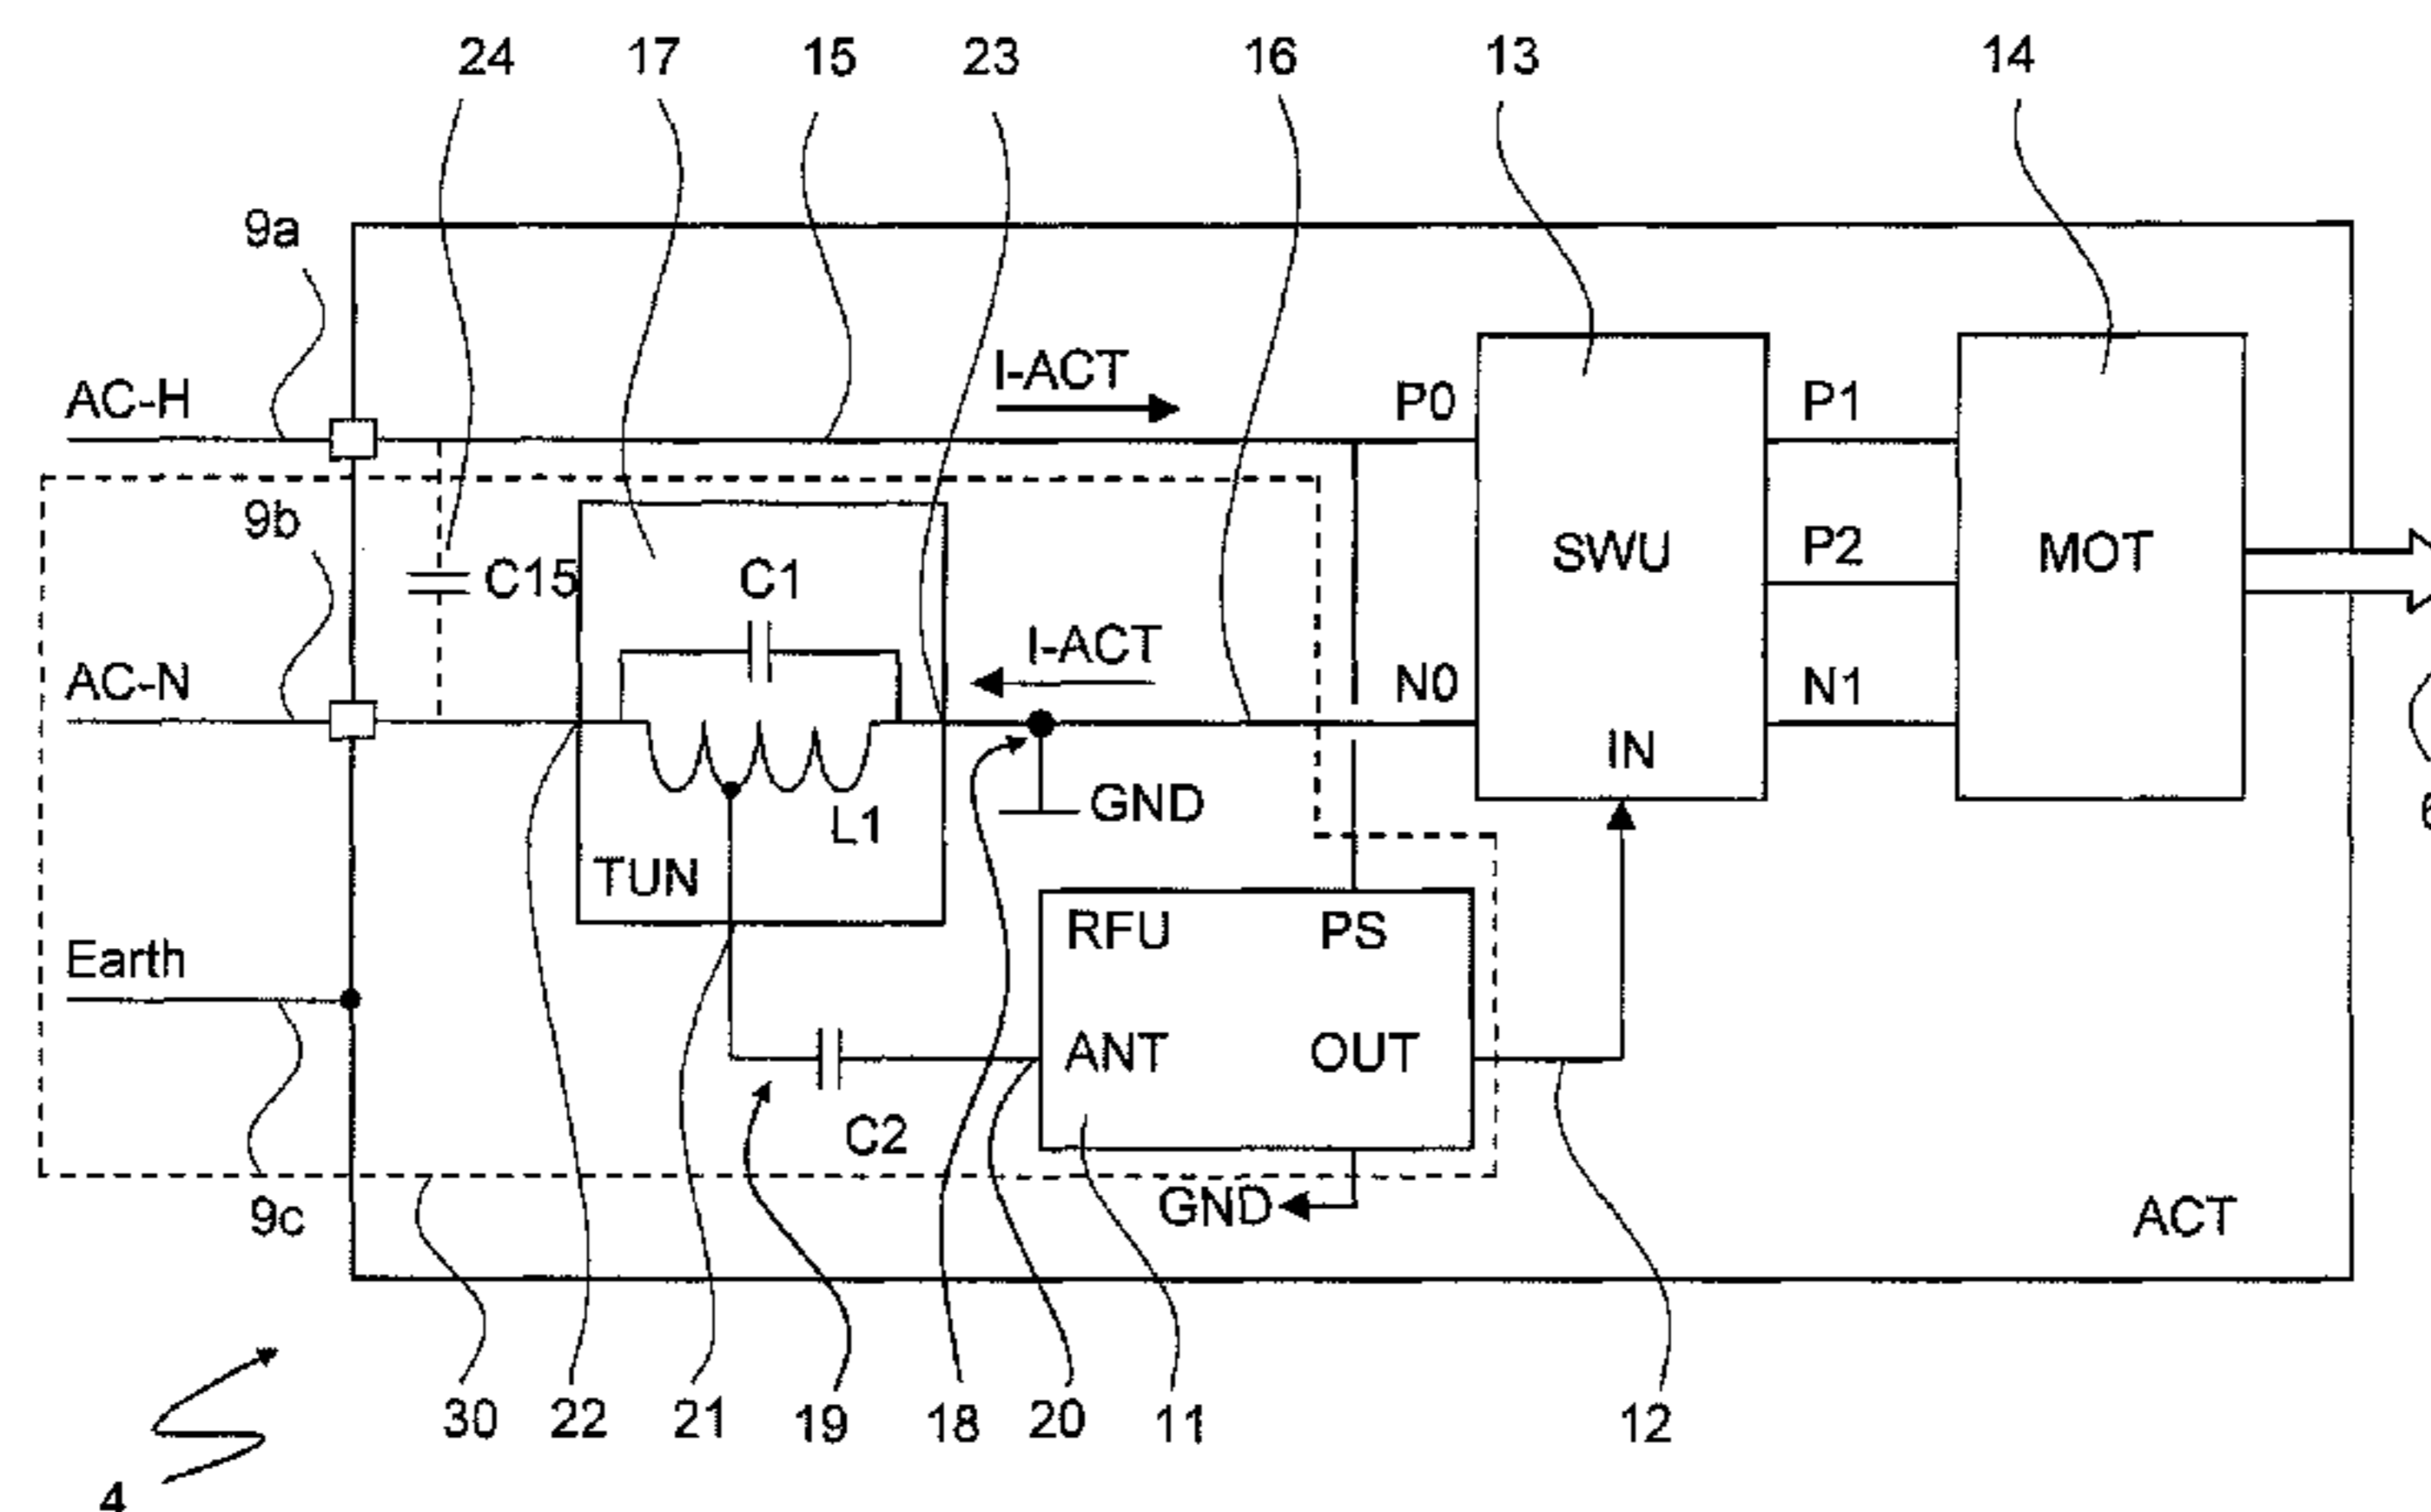 24 17 15 23 16 13 14
9a
I-ACT
AC-H P0 P1
9b
SWU P2 MOT
C15 C1
I-ACT
AC-N N0 N1
IN
GND
L1
TUN
RFU PS
Earth
ANT OUT
C2
9c GND ACT
30 22 21 19 18 20 11 12
4